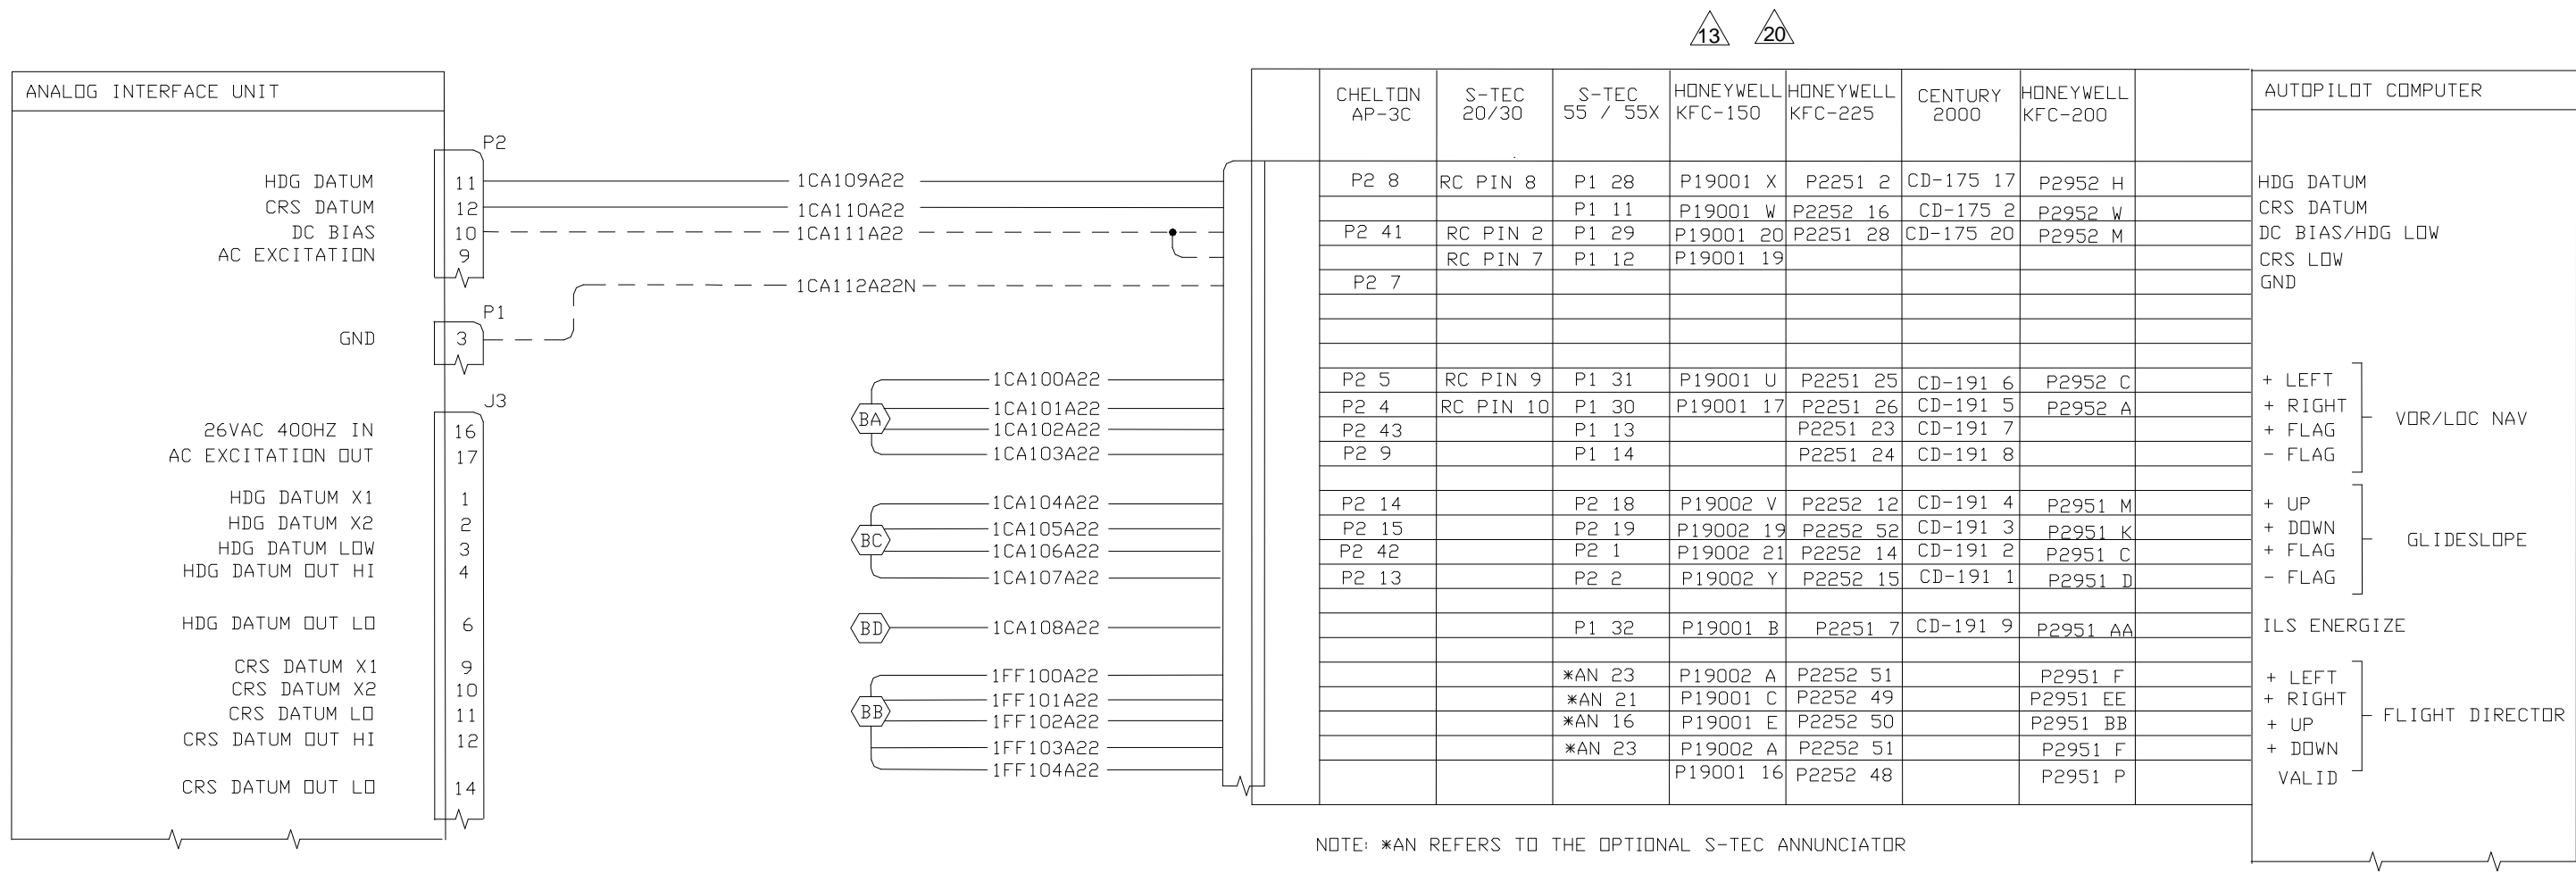 13 20
ANALOG INTERFACE UNIT
P2
HDG DATUM 11 1CA109A22
CRS DATUM 12 1CA110A22
DC BIAS 10 1CA111A22
AC EXCITATION 9
1CA112A22N
P1
GND 3
J3
26VAC 400HZ IN 16
AC EXCITATION OUT 17
HDG DATUM X1 1
HDG DATUM X2 2
HDG DATUM LOW 3
HDG DATUM OUT HI 4
HDG DATUM OUT LO 6
CRS DATUM X1 9
CRS DATUM X2 10
CRS DATUM LO 11
CRS DATUM OUT HI 12
CRS DATUM OUT LO 14
BA
1CA100A22
1CA101A22
1CA102A22
1CA103A22
BC
1CA104A22
1CA105A22
1CA106A22
1CA107A22
BD 1CA108A22
BB
1FF100A22
1FF101A22
1FF102A22
1FF103A22
1FF104A22
CHELTON AP-3C
S-TEC 20/30
S-TEC 55 / 55X
HONEYWELL KFC-150
HONEYWELL KFC-225
CENTURY 2000
HONEYWELL KFC-200
AUTOPILOT COMPUTER
P2 8 RC PIN 8 P1 28 P19001 X P2251 2 CD-175 17 P2952 H HDG DATUM
P1 11 P19001 W P2252 16 CD-175 2 P2952 W CRS DATUM
P2 41 RC PIN 2 P1 29 P19001 20 P2251 28 CD-175 20 P2952 M DC BIAS/HDG LOW
RC PIN 7 P1 12 P19001 19 CRS LOW
P2 7 GND
P2 5 RC PIN 9 P1 31 P19001 U P2251 25 CD-191 6 P2952 C + LEFT
P2 4 RC PIN 10 P1 30 P19001 17 P2251 26 CD-191 5 P2952 A + RIGHT
P2 43 P1 13 P2251 23 CD-191 7 + FLAG
P2 9 P1 14 P2251 24 CD-191 8 - FLAG
VOR/LOC NAV
P2 14 P2 18 P19002 V P2252 12 CD-191 4 P2951 M + UP
P2 15 P2 19 P19002 19 P2252 52 CD-191 3 P2951 K + DOWN
P2 42 P2 1 P19002 21 P2252 14 CD-191 2 P2951 C + FLAG
P2 13 P2 2 P19002 Y P2252 15 CD-191 1 P2951 D - FLAG
GLIDESLOPE
P1 32 P19001 B P2251 7 CD-191 9 P2951 AA ILS ENERGIZE
*AN 23 P19002 A P2252 51 P2951 F + LEFT
*AN 21 P19001 C P2252 49 P2951 EE + RIGHT
*AN 16 P19001 E P2252 50 P2951 BB + UP
*AN 23 P19002 A P2252 51 P2951 F + DOWN
P19001 16 P2252 48 P2951 P VALID
FLIGHT DIRECTOR
NOTE: *AN REFERS TO THE OPTIONAL S-TEC ANNUNCIATOR